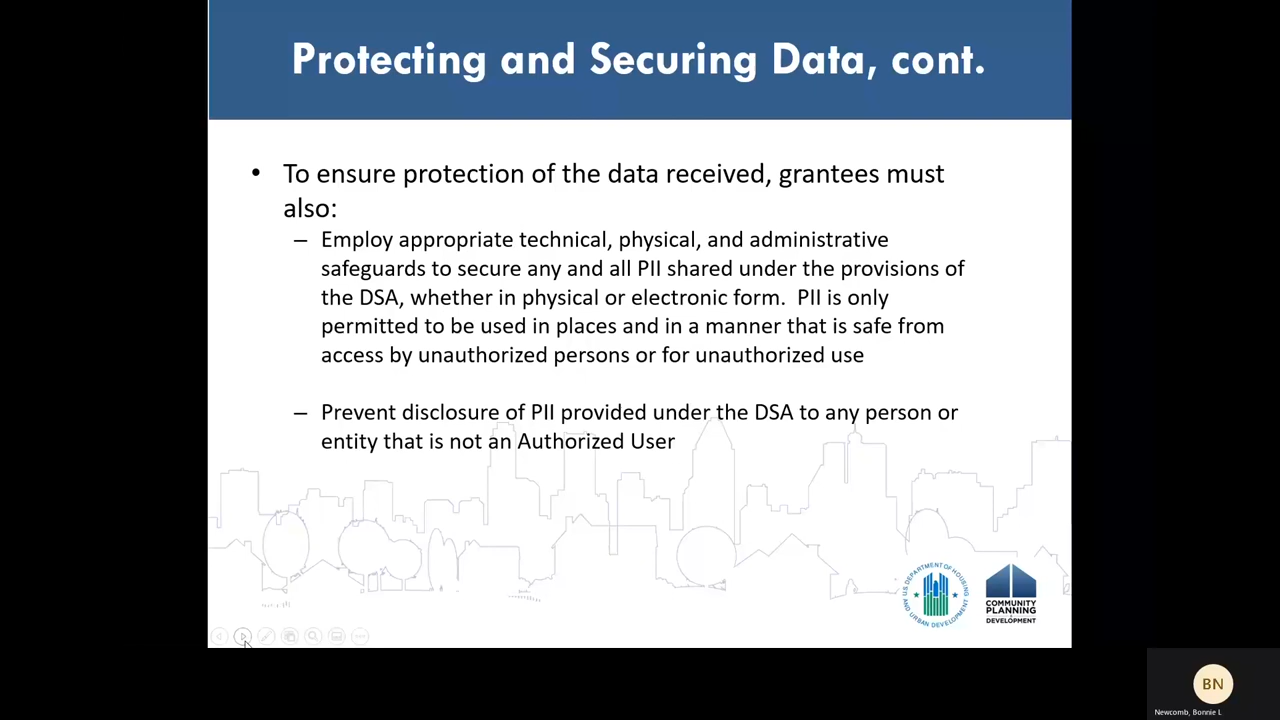 Protecting and Securing Data, cont.
• To ensure protection of the data received, grantees must
also:
– Employ appropriate technical, physical, and administrative
safeguards to secure any and all PII shared under the provisions of
the DSA, whether in physical or electronic form.  PII is only
permitted to be used in places and in a manner that is safe from
access by unauthorized persons or for unauthorized use
– Prevent disclosure of PII provided under the DSA to any person or
entity that is not an Authorized User
U.S. DEPARTMENT OF HOUSING
AND URBAN DEVELOPMENT
COMMUNITY
PLANNING
DEVELOPMENT
BN
Newcomb, Bonnie L